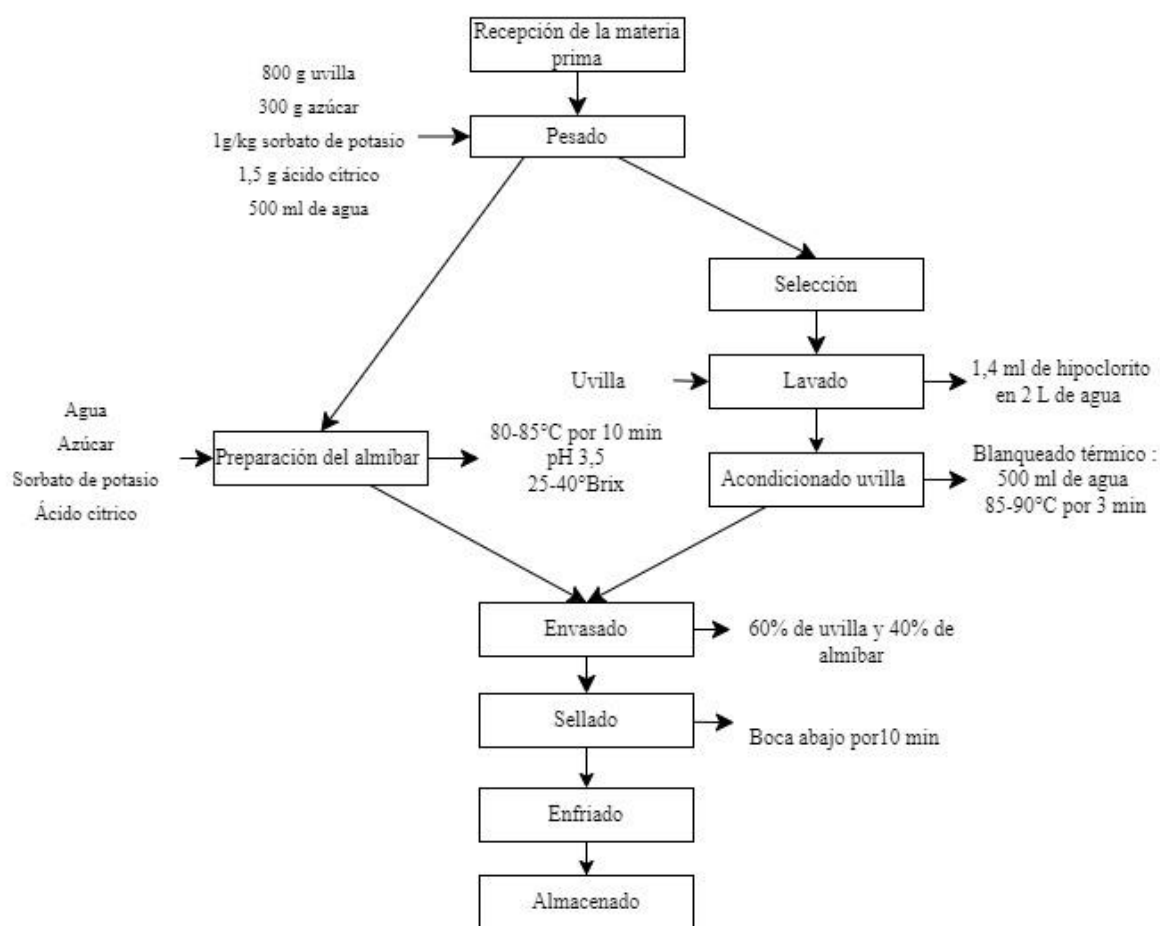 Recepción de la materia
prima
800 g uvilla
300 g azúcar
1g/kg sorbato de potasio
1,5 g ácido cítrico
500 ml de agua
Pesado
Selección
Uvilla
Lavado
1,4 ml de hipoclorito
en 2 L de agua
Agua
Azúcar
Sorbato de potasio
Ácido cítrico
Preparación del almíbar
80-85°C por 10 min
pH 3,5
25-40°Brix
Acondicionado uvilla
Blanqueado térmico :
500 ml de agua
85-90°C por 3 min
Envasado
60% de uvilla y 40% de
almíbar
Sellado
Boca abajo por10 min
Enfriado
Almacenado